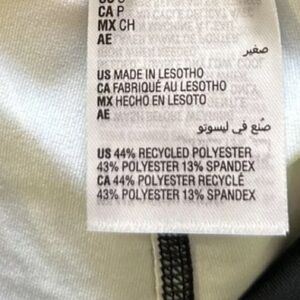 CA P
MX CH
AE
صغير
US MADE IN LESOTHO
CA FABRIQUÉ AU LESOTHO
MX HECHO EN LESOTO
AE
صُنع في ليسوتو
US 44% RECYCLED POLYESTER
43% POLYESTER 13% SPANDEX
CA 44% POLYESTER RECYCLÉ
43% POLYESTER 13% SPANDEX